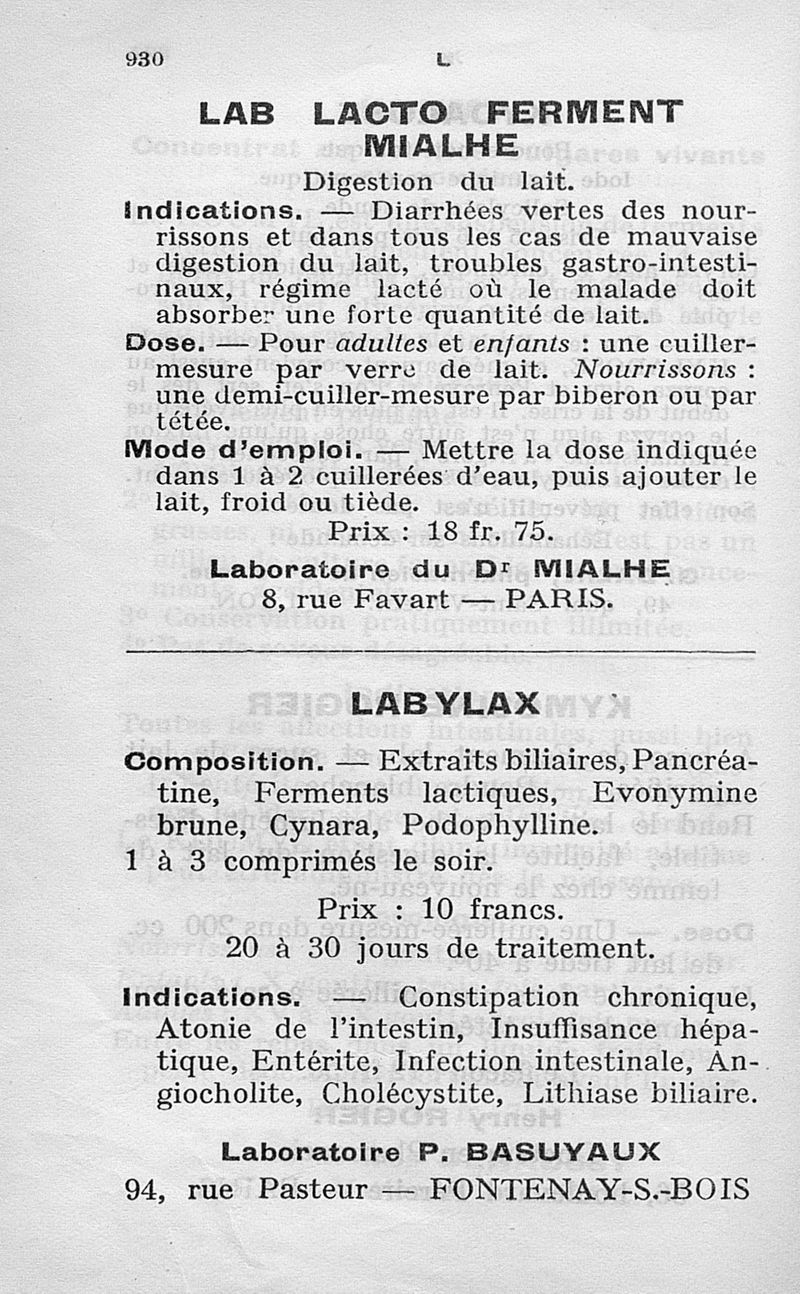 930
L
LAB LACTO FERMENT
MIALHE
Digestion du lait.
Indications. — Diarrhées vertes des nour-
rissons et dans tous les cas de mauvaise
digestion du lait, troubles gastro-intesti-
naux, régime lacté où le malade doit
absorber une forte quantité de lait.
Dose. — Pour adultes et enfants : une cuiller-
mesure par verre de lait. Nourrissons :
une demi-cuiller-mesure par biberon ou par
tétée.
Mode d'emploi. — Mettre la dose indiquée
dans 1 à 2 cuillerées d'eau, puis ajouter le
lait, froid ou tiède.
Prix : 18 fr. 75.
Laboratoire du Dr MIALHE
8, rue Favart — PARIS.
LABYLAX
Composition. — Extraits biliaires, Pancréa-
tine, Ferments lactiques, Evonymine
brune, Cynara, Podophylline.
1 à 3 comprimés le soir.
Prix : 10 francs.
20 à 30 jours de traitement.
Indications. — Constipation chronique,
Atonie de l'intestin, Insuffisance hépa-
tique, Entérite, Infection intestinale, An-
giocholite, Cholécystite, Lithiase biliaire.
Laboratoire P. BASUYAUX
94, rue Pasteur — FONTENAY-S.-BOIS